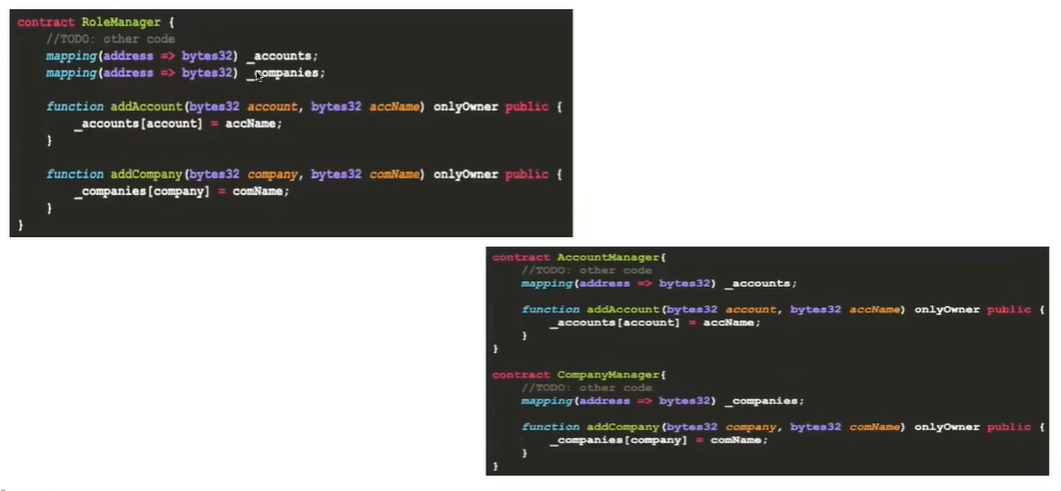 contract RoleManager {
//TODO: other code
mapping(address => bytes32) _accounts;
mapping(address => bytes32) _companies;
function addAccount(bytes32 account, bytes32 accName) onlyOwner public {
_accounts[account] = accName;
}
function addCompany(bytes32 company, bytes32 comName) onlyOwner public {
_companies[company] = comName;
}
}
contract AccountManager{
//TODO: other code
mapping(address => bytes32) _accounts;
function addAccount(bytes32 account, bytes32 accName) onlyOwner public {
_accounts[account] = accName;
}
}
contract CompanyManager{
//TODO: other code
mapping(address => bytes32) _companies;
function addCompany(bytes32 company, bytes32 comName) onlyOwner public {
_companies[company] = comName;
}
}